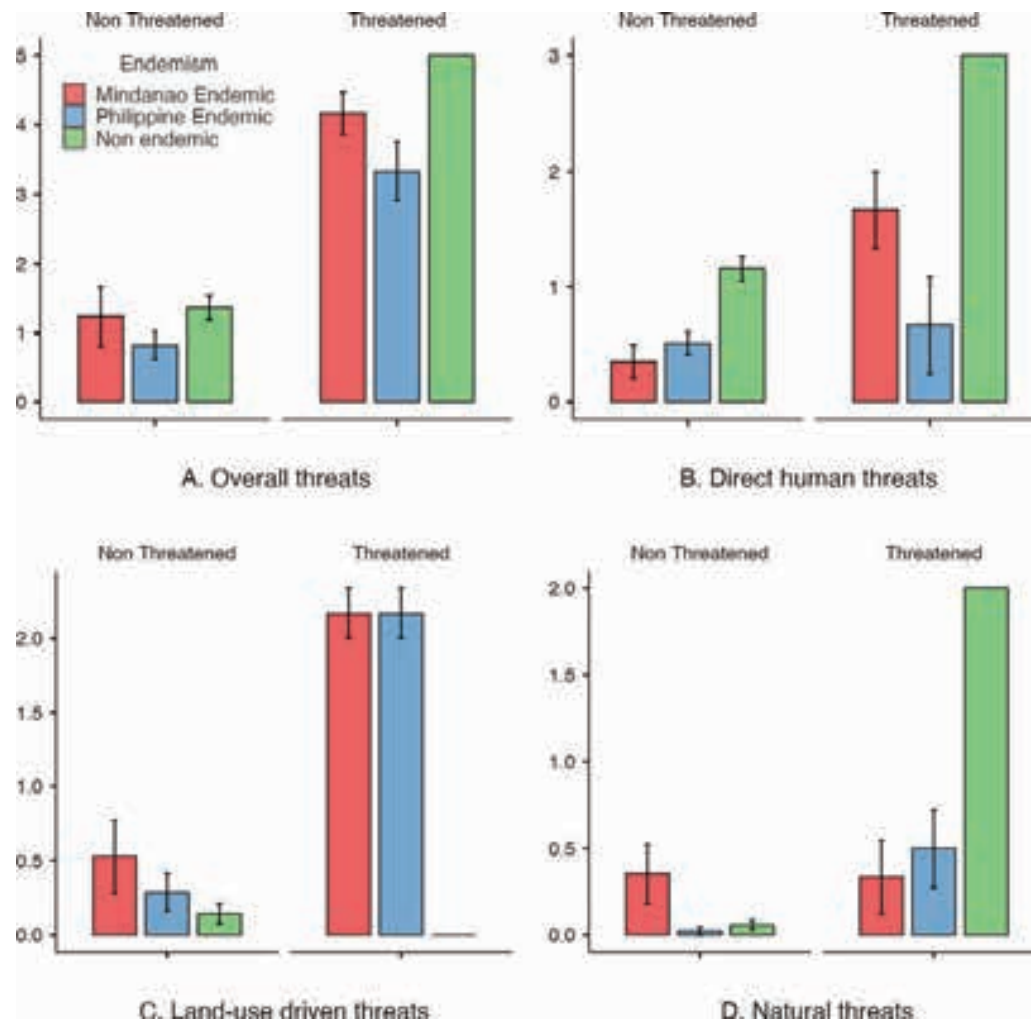 Non Threatened Threatened
5
4
3
2
1
0
Endemism
Mindanao Endemic
Philippine Endemic
Non endemic
A. Overall threats
Non Threatened Threatened
3
2
1
0
B. Direct human threats
Non Threatened Threatened
2.0
1.5
1.0
0.5
0.0
C. Land-use driven threats
Non Threatened Threatened
2.0
1.5
1.0
0.5
0.0
D. Natural threats